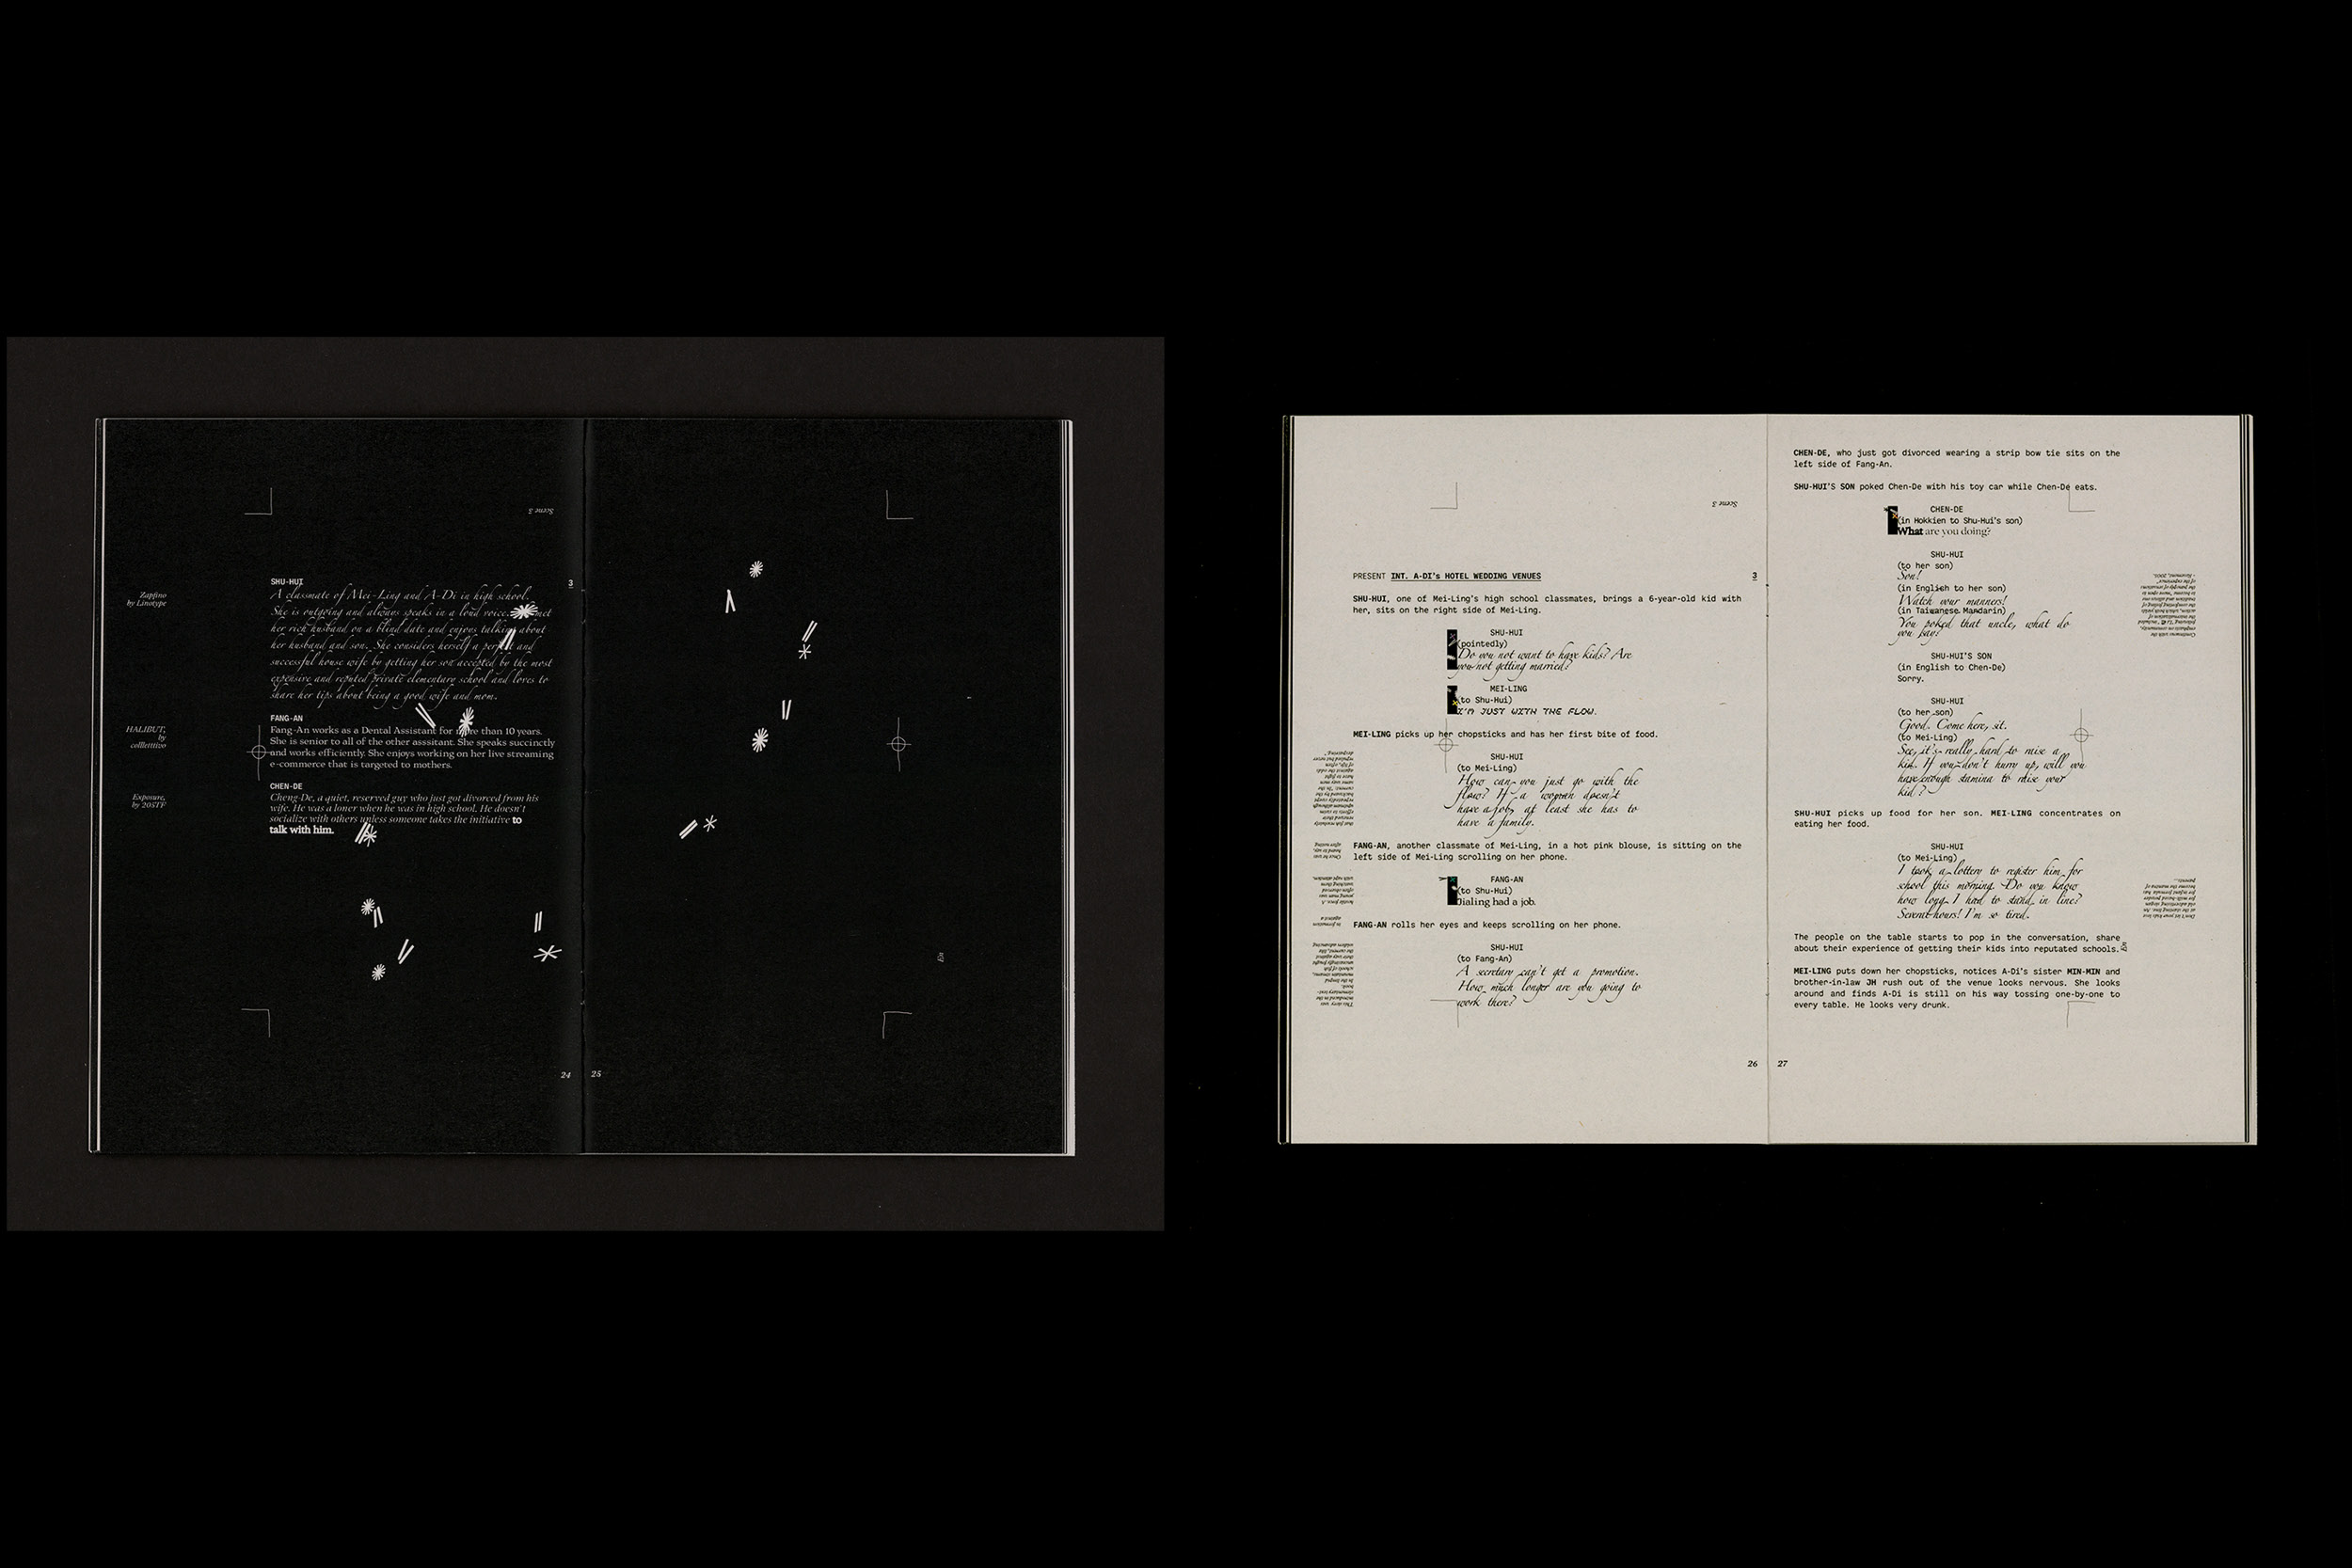 Scene 3
Zapfino
by Linotype
SHU-HUI
3
A classmate of Mei-Ling and A-Di in high school.
She is outgoing and always speaks in a loud voice. met
her rich husband on a blind date and enjoys talking about
her husband and son. She considers herself a perfect and
successful house wife by getting her son accepted by the most
expensive and reputed private elementary school and loves to
share her tips about being a good wife and mom.
HALIBUT,
by
collletttivo
FANG-AN
Fang-An works as a Dental Assistant for more than 10 years.
She is senior to all of the other asssitant. She speaks succinctly
and works efficiently. She enjoys working on her live streaming
e-commerce that is targeted to mothers.
Exposure,
by 205TF
CHEN-DE
Cheng-De, a quiet, reserved guy who just got divorced from his
wife. He was a loner when he was in high school. He doesn't
socialize with others unless someone takes the initiative to
talk with him.
24
25
En
Scene 3
PRESENT INT. A-DI's HOTEL WEDDING VENUES
3
SHU-HUI, one of Mei-Ling's high school classmates, brings a 6-year-old kid with
her, sits on the right side of Mei-Ling.
SHU-HUI
(pointedly)
Do you not want to have kids? Are
you not getting married?
MEI-LING
(to Shu-Hui)
I'M JUST WITH THE FLOW.
MEI-LING picks up her chopsticks and has her first bite of food.
SHU-HUI
(to Mei-Ling)
How can you just go with the
flow? If a woman doesn't
have a job, at least she has to
have a family.
FANG-AN, another classmate of Mei-Ling, in a hot pink blouse, is sitting on the
left side of Mei-Ling scrolling on her phone.
FANG-AN
(to Shu-Hui)
Jialing had a job.
FANG-AN rolls her eyes and keeps scrolling on her phone.
SHU-HUI
(to Fang-An)
A secretary can't get a promotion.
How much longer are you going to
work there?
26
CHEN-DE, who just got divorced wearing a strip bow tie sits on the
left side of Fang-An.
SHU-HUI'S SON poked Chen-De with his toy car while Chen-De eats.
CHEN-DE
(in Hokkien to Shu-Hui's son)
What are you doing?
SHU-HUI
(to her son)
Son!
(in English to her son)
Watch your manners!
(in Taiwanese Mandarin)
You poked that uncle, what do
you say?
SHU-HUI'S SON
(in English to Chen-De)
Sorry.
SHU-HUI
(to her son)
Good. Come here, sit.
(to Mei-Ling)
See, it's really hard to raise a
kid. If you don't hurry up, will you
have enough stamina to raise your
kid?
SHU-HUI picks up food for her son. MEI-LING concentrates on
eating her food.
SHU-HUI
(to Mei-Ling)
I took a lottery to register him for
school this morning. Do you know
how long I had to stand in line?
Several hours! I'm so tired.
The people on the table starts to pop in the conversation, share
about their experience of getting their kids into reputated schools.
En
MEI-LING puts down her chopsticks, notices A-Di's sister MIN-MIN and
brother-in-law JH rush out of the venue looks nervous. She looks
around and finds A-Di is still on his way tossing one-by-one to
every table. He looks very drunk.
27